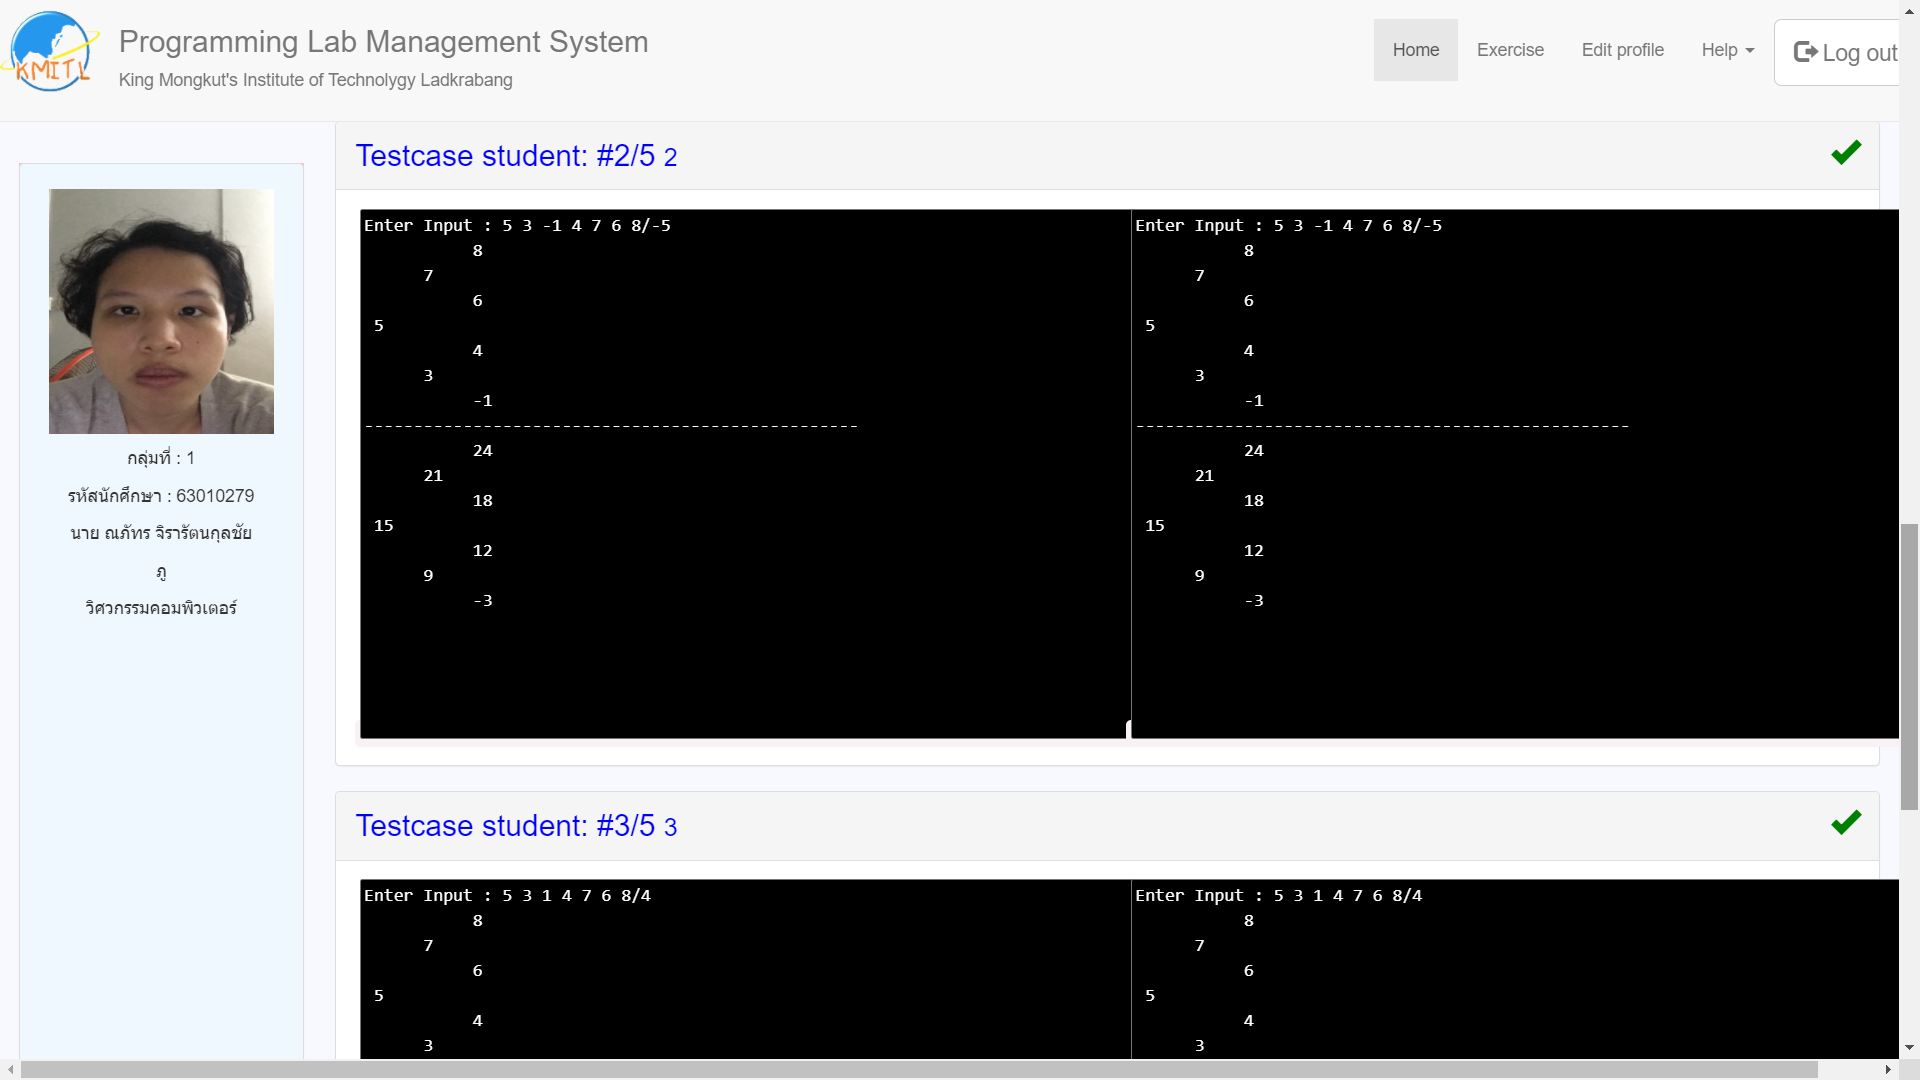 KMITL
Programming Lab Management System
King Mongkut's Institute of Technolygy Ladkrabang
Home
Exercise
Edit profile
Help
Log out
กลุ่มที่ : 1
รหัสนักศึกษา : 63010279
นาย ณภัทร จิรารัตนกุลชัย
ภู
วิศวกรรมคอมพิวเตอร์
Testcase student: #2/5 2
Enter Input : 5 3 -1 4 7 6 8/-5
8
7
6
5
4
3
-1
--------------------------------------------------
24
21
18
15
12
9
-3
Enter Input : 5 3 -1 4 7 6 8/-5
8
7
6
5
4
3
-1
--------------------------------------------------
24
21
18
15
12
9
-3
Testcase student: #3/5 3
Enter Input : 5 3 1 4 7 6 8/4
8
7
6
5
4
3
Enter Input : 5 3 1 4 7 6 8/4
8
7
6
5
4
3